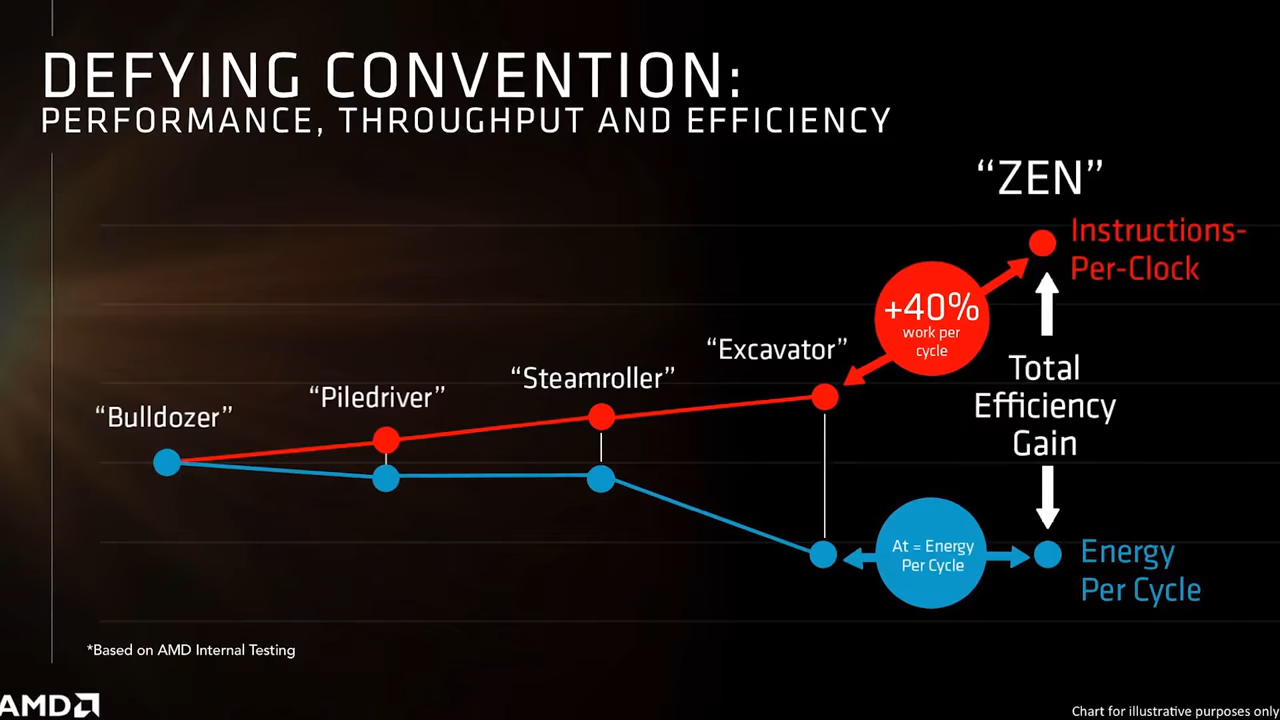 DEFYING CONVENTION:
PERFORMANCE, THROUGHPUT AND EFFICIENCY
“ZEN”
Instructions-
Per-Clock
+40%
work per
cycle
“Excavator”
“Steamroller”
“Piledriver”
“Bulldozer”
Total
Efficiency
Gain
At = Energy
Per Cycle
Energy
Per Cycle
*Based on AMD Internal Testing
AMD
Chart for illustrative purposes only